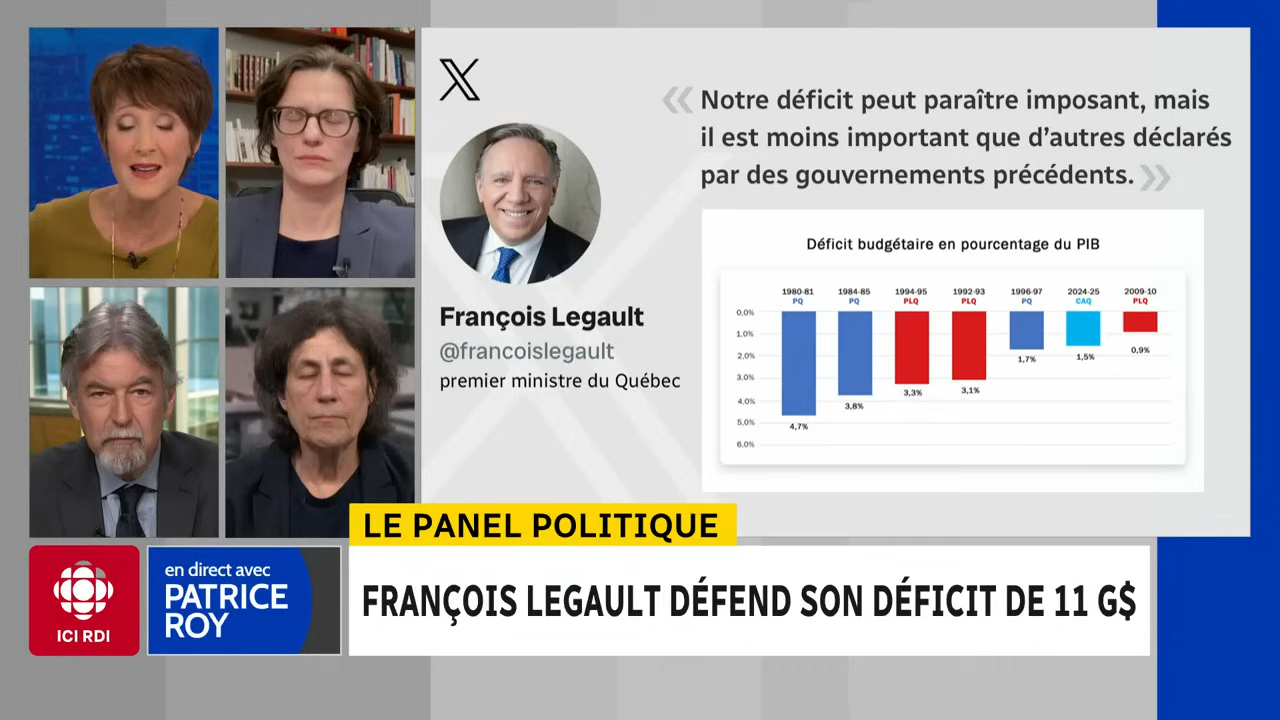 « Notre déficit peut paraître imposant, mais
il est moins important que d’autres déclarés
par des gouvernements précédents. »
François Legault
@francoislegault
premier ministre du Québec
Déficit budgétaire en pourcentage du PIB
1980-81 1984-85 1994-95 1992-93 1996-97 2024-25 2009-10
PQ PQ PLQ PLQ PQ CAQ PLQ
0,0%
1,0%
2,0%
3,0%
4,0%
5,0%
6,0%
4,7% 3,8% 3,3% 3,1% 1,7% 1,5% 0,9%
LE PANEL POLITIQUE
FRANÇOIS LEGAULT DÉFEND SON DÉFICIT DE 11 G$
ICI RDI
en direct avec
PATRICE
ROY